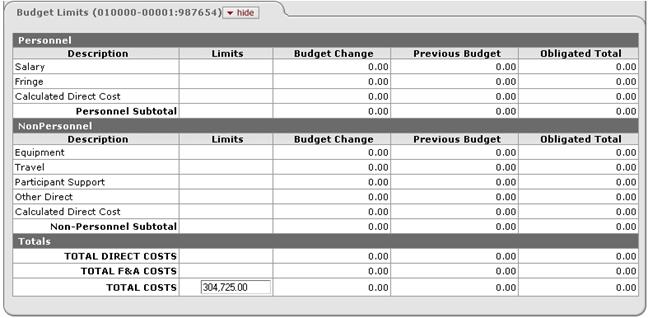 Budget Limits (010000-00001:987654) hide
Personnel
Description Limits Budget Change Previous Budget Obligated Total
Salary 0.00 0.00 0.00
Fringe 0.00 0.00 0.00
Calculated Direct Cost 0.00 0.00 0.00
Personnel Subtotal 0.00 0.00 0.00
NonPersonnel
Description Limits Budget Change Previous Budget Obligated Total
Equipment 0.00 0.00 0.00
Travel 0.00 0.00 0.00
Participant Support 0.00 0.00 0.00
Other Direct 0.00 0.00 0.00
Calculated Direct Cost 0.00 0.00 0.00
Non-Personnel Subtotal 0.00 0.00 0.00
Totals
TOTAL DIRECT COSTS 0.00 0.00 0.00
TOTAL F&A COSTS 0.00 0.00 0.00
TOTAL COSTS 304,725.00 0.00 0.00 0.00